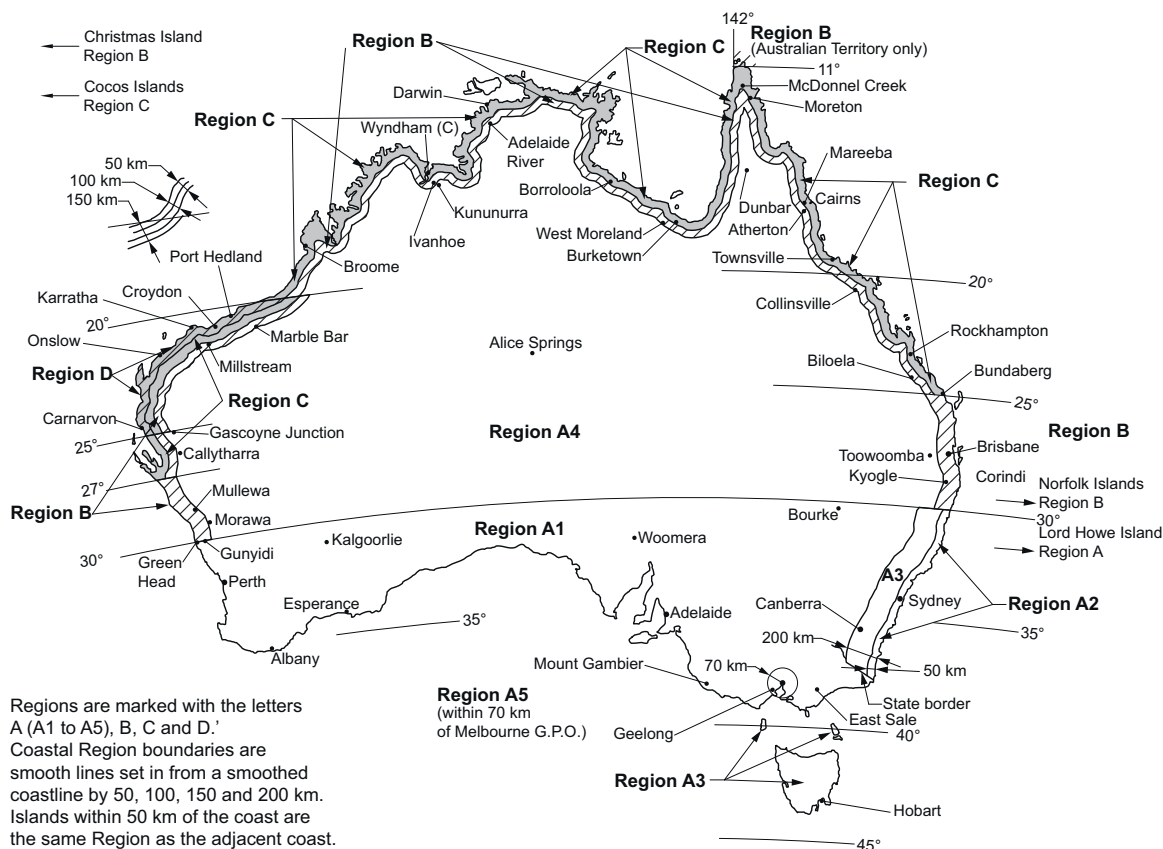 142°
Christmas Island
Region B
Cocos Islands
Region C
Region B
Region C
Region B
(Australian Territory only)
11°
McDonnel Creek
Moreton
Darwin
Region C
Wyndham (C)
Adelaide
River
Mareeba
Region C
50 km
100 km
150 km
Borroloola
Cairns
Kununurra
Dunbar
Atherton
Ivanhoe
West Moreland
Burketown
Townsville
Port Hedland
Broome
20°
Karratha
Croydon
Collinsville
20°
Onslow
Marble Bar
Alice Springs
Rockhampton
Millstream
Biloela
Region D
Bundaberg
Region C
25°
Carnarvon
Gascoyne Junction
Region A4
Region B
25°
Callytharra
Toowoomba
Brisbane
Kyogle
Corindi
27°
Mullewa
Norfolk Islands
Region B
Region B
Morawa
Region A1
Bourke
30°
Lord Howe Island
Region A
30°
Gunyidi
Kalgoorlie
Woomera
Green
Head
Perth
A3
Esperance
Adelaide
Canberra
Sydney
Region A2
35°
35°
200 km
Albany
Mount Gambier
70 km
50 km
Region A5
(within 70 km
of Melbourne G.P.O.)
State border
East Sale
Geelong
40°
Region A3
Hobart
45°
Regions are marked with the letters
A (A1 to A5), B, C and D.’
Coastal Region boundaries are
smooth lines set in from a smoothed
coastline by 50, 100, 150 and 200 km.
Islands within 50 km of the coast are
the same Region as the adjacent coast.